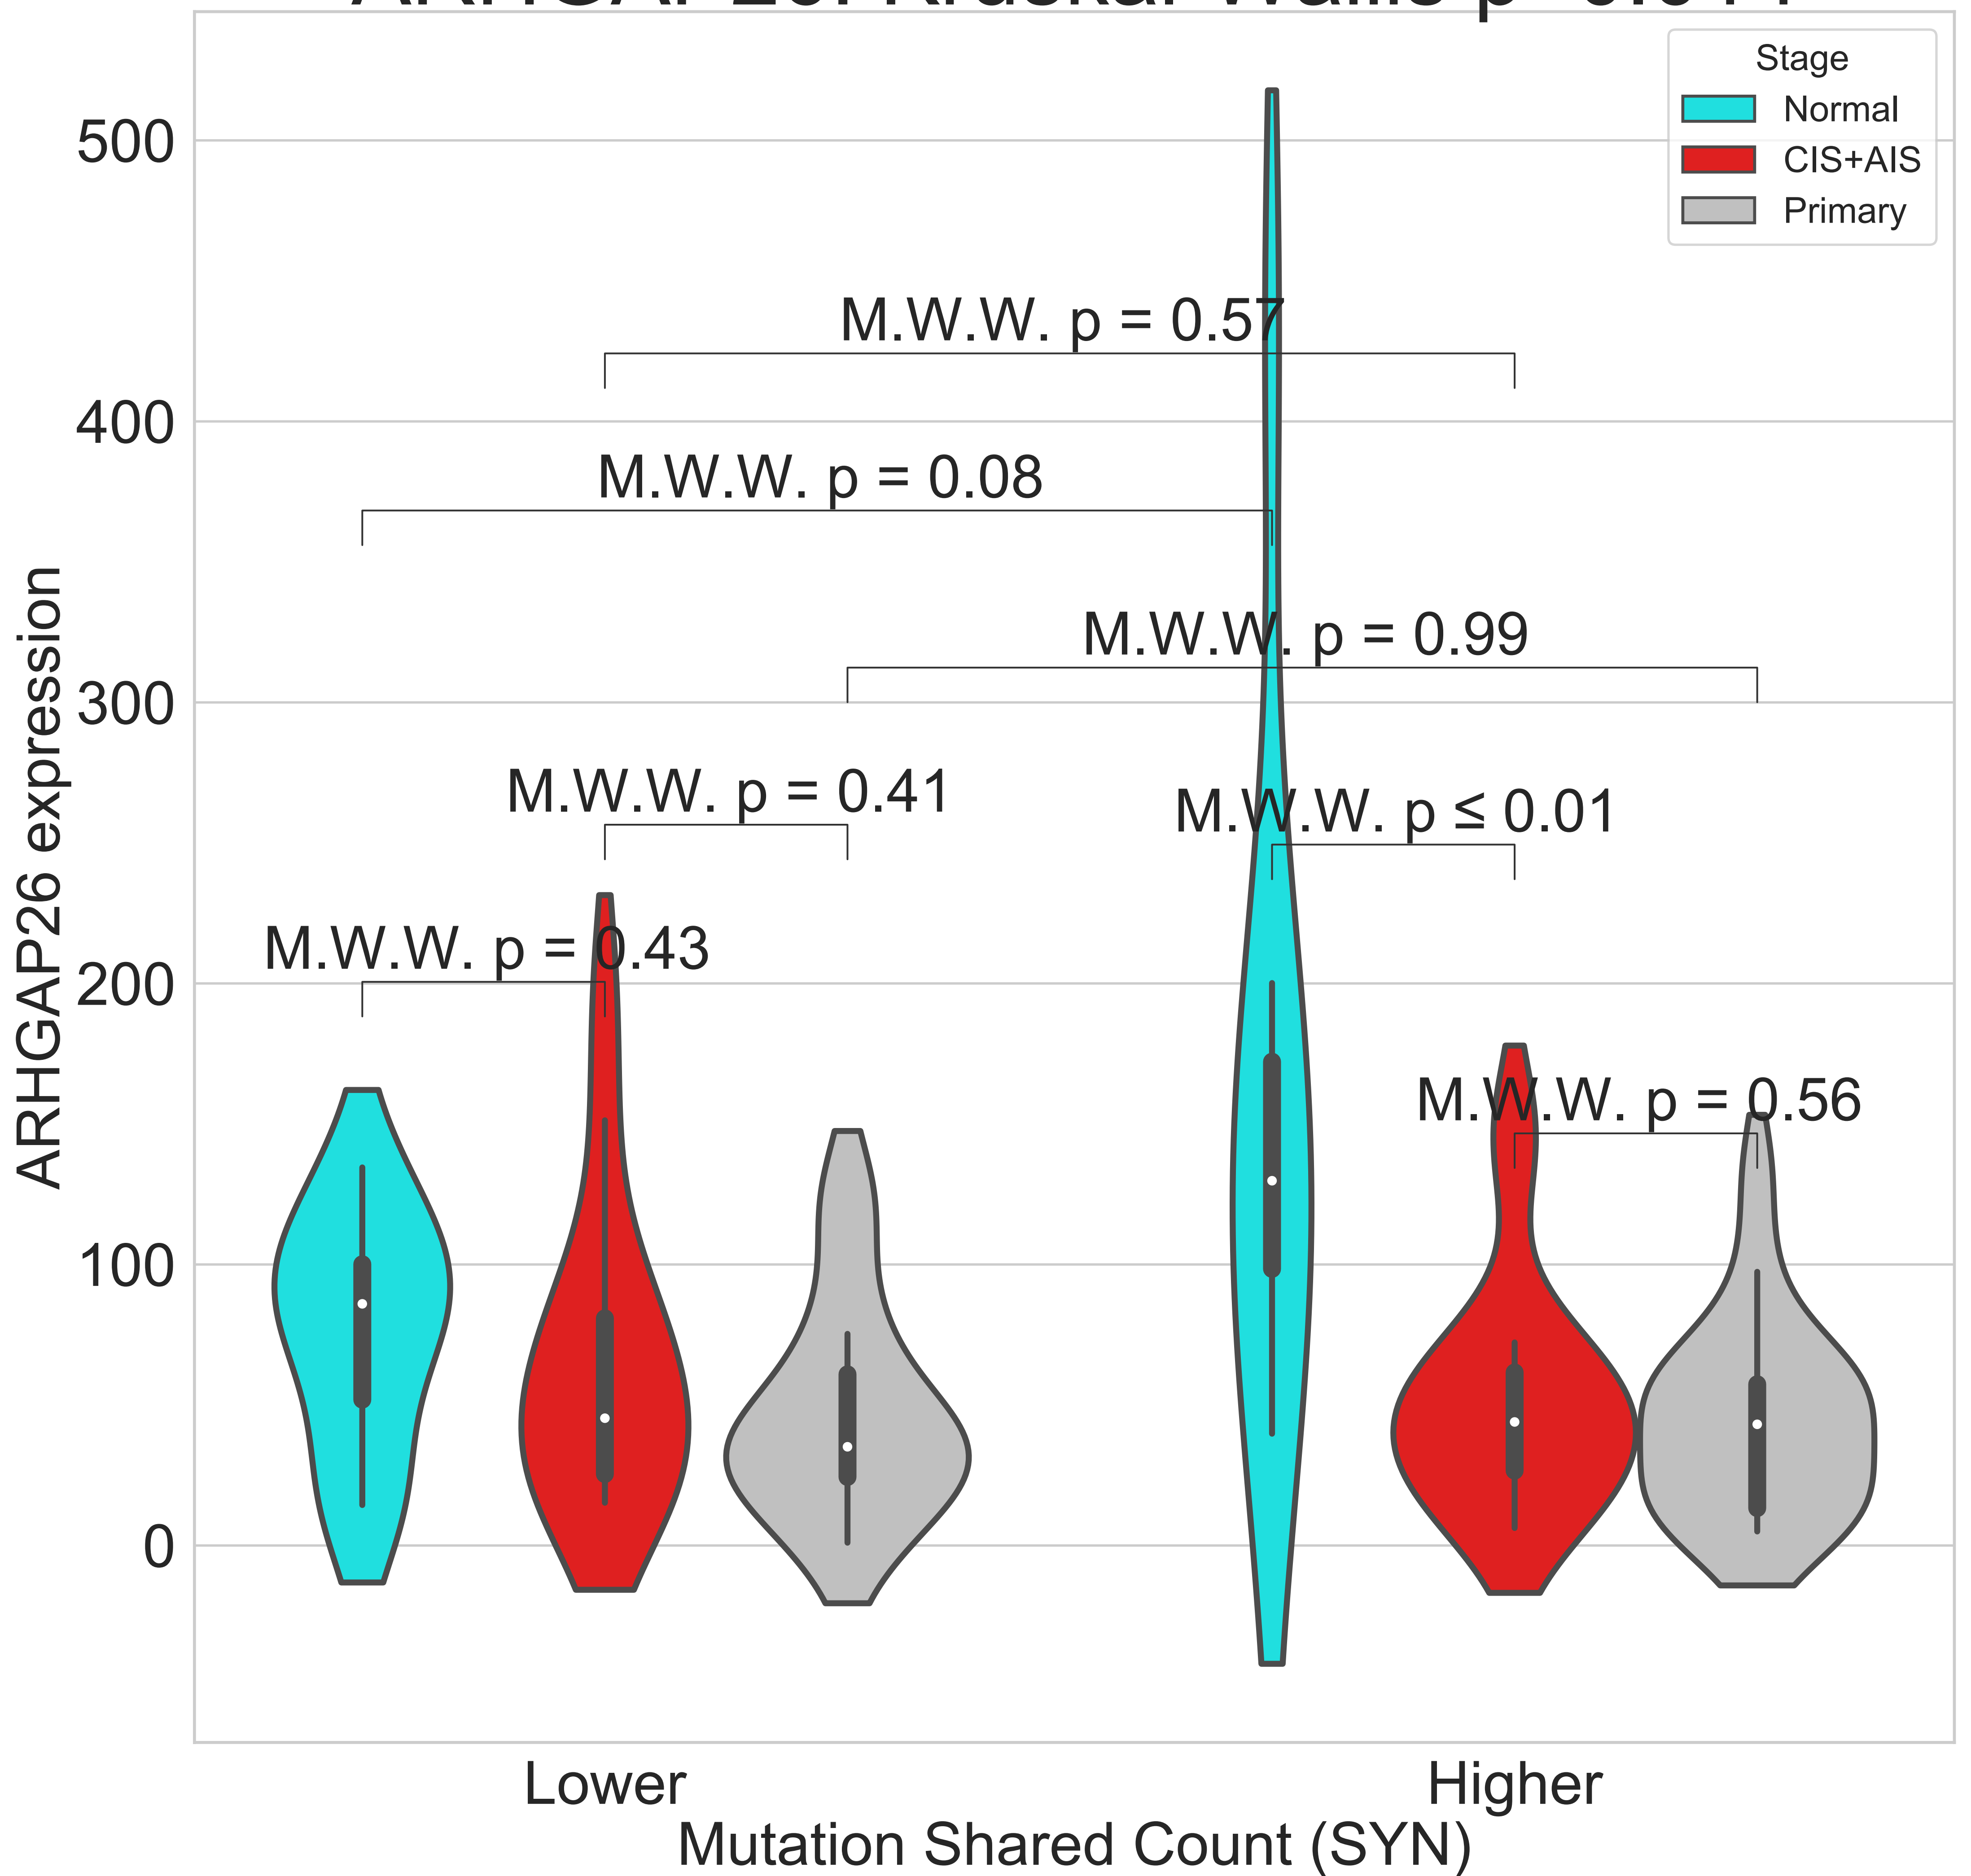 Stage
Normal
CIS+AIS
Primary
500
400
300
200
100
0
ARHGAP26 expression
M.W.W. p = 0.57
M.W.W. p = 0.08
M.W.W. p = 0.99
M.W.W. p = 0.41
M.W.W. p ≤ 0.01
M.W.W. p = 0.43
M.W.W. p = 0.56
Lower
Higher
Mutation Shared Count (SYN)